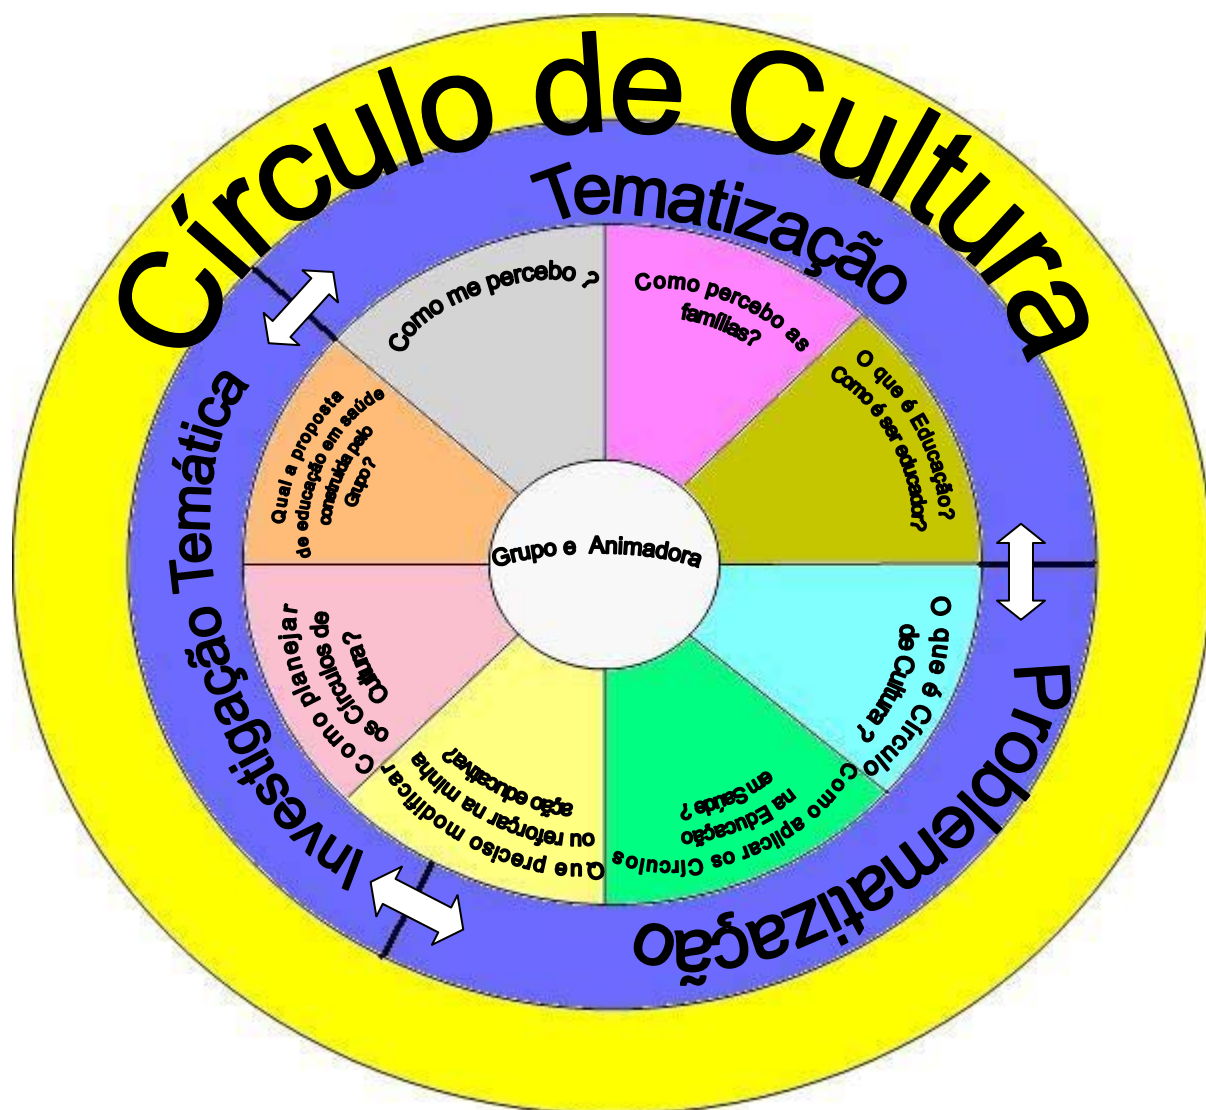 Círculo de Cultura
Tematização
Problematização
Investigação Temática
Como me percebo ?
Como percebo as
famílias?
O que é Educação?
Como é ser educador?
O que é Círculo
de Cultura ?
Como aplicar os Círculos
na Educação
em Saúde ?
Que preciso modificar
ou reforçar na minha
ação educativa?
Como planejar
os Círculos de
Cultura ?
Qual a proposta
de educação em saúde
construida pelo
Grupo ?
Grupo e Animadora